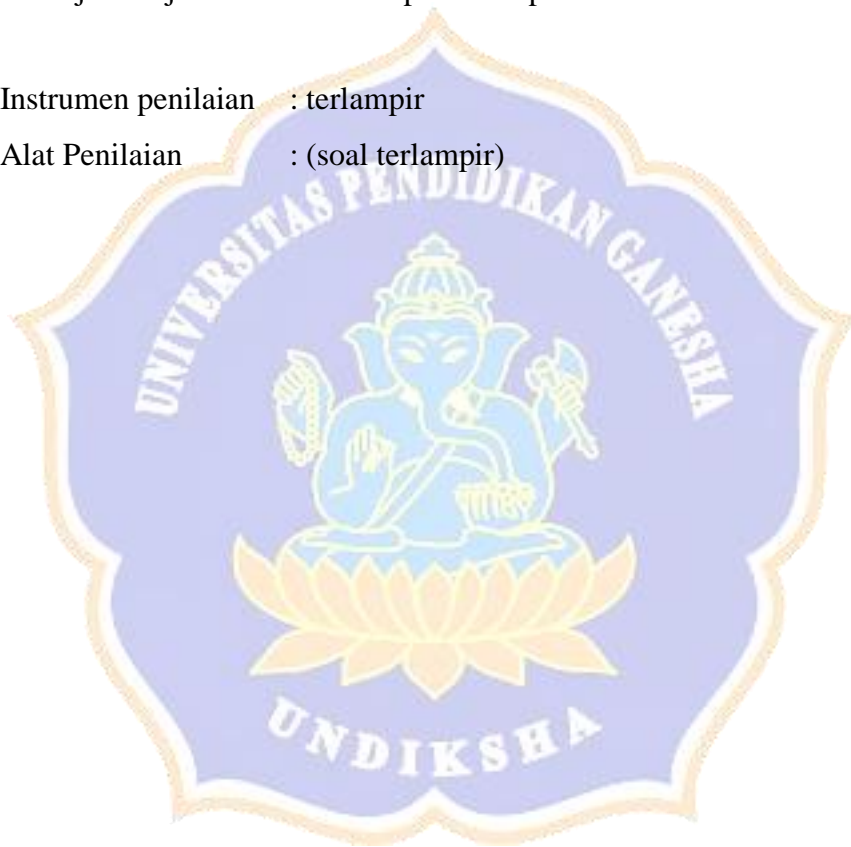 Instrumen penilaian : terlampir
Alat Penilaian : (soal terlampir)
UNIVERSITAS PENDIDIKAN GANESHA
UNDIKSHA